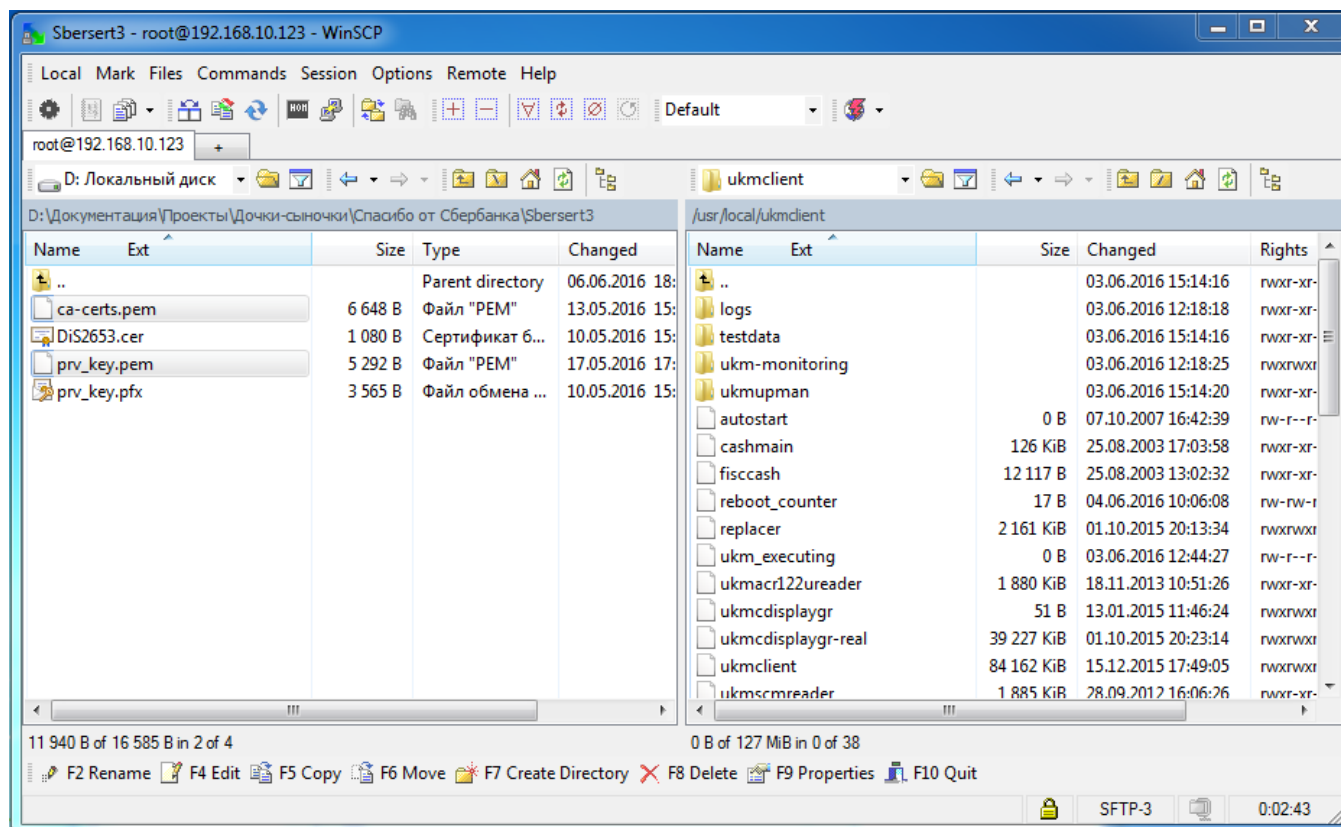 Sbersert3 - root@192.168.10.123 - WinSCP
Local Mark Files Commands Session Options Remote Help
Default
root@192.168.10.123 +
D: Локальный диск ukmclient
D:\Документация\Проекты\Дочки-сыночки\Спасибо от Сбербанка\Sbersert3 /usr/local/ukmclient
Name Ext Size Type Changed Name Ext Size Changed Rights
.. Parent directory 06.06.2016 18: .. 03.06.2016 15:14:16 rwxr-xr-
ca-certs.pem 6 648 B Файл "PEM" 13.05.2016 15: logs 03.06.2016 12:18:18 rwxr-xr-
DiS2653.cer 1 080 B Сертификат б... 10.05.2016 15: testdata 03.06.2016 15:14:16 rwxr-xr-
prv_key.pem 5 292 B Файл "PEM" 17.05.2016 17: ukm-monitoring 03.06.2016 12:18:25 rwxrwxr
prv_key.pfx 3 565 B Файл обмена ... 10.05.2016 15: ukmupman 03.06.2016 15:14:20 rwxr-xr-
autostart 0 B 07.10.2007 16:42:39 rw-r--r-
cashmain 126 KiB 25.08.2003 17:03:58 rwxr-xr-
fisccash 12 117 B 25.08.2003 13:02:32 rwxr-xr-
reboot_counter 17 B 04.06.2016 10:06:08 rw-rw-r
replacer 2 161 KiB 01.10.2015 20:13:34 rwxrwxr
ukm_executing 0 B 03.06.2016 12:44:27 rw-r--r-
ukmacr122ureader 1 880 KiB 18.11.2013 10:51:26 rwxr-xr-
ukmcdisplaygr 51 B 13.01.2015 11:46:24 rwxrwxr
ukmcdisplaygr-real 39 227 KiB 01.10.2015 20:23:14 rwxrwxr
ukmclient 84 162 KiB 15.12.2015 17:49:05 rwxrwxr
ukmscmreader 1 885 KiB 28.09.2012 16:06:26 rwxr-xr-
11 940 B of 16 585 B in 2 of 4 0 B of 127 MiB in 0 of 38
F2 Rename F4 Edit F5 Copy F6 Move F7 Create Directory F8 Delete F9 Properties F10 Quit
SFTP-3 0:02:43